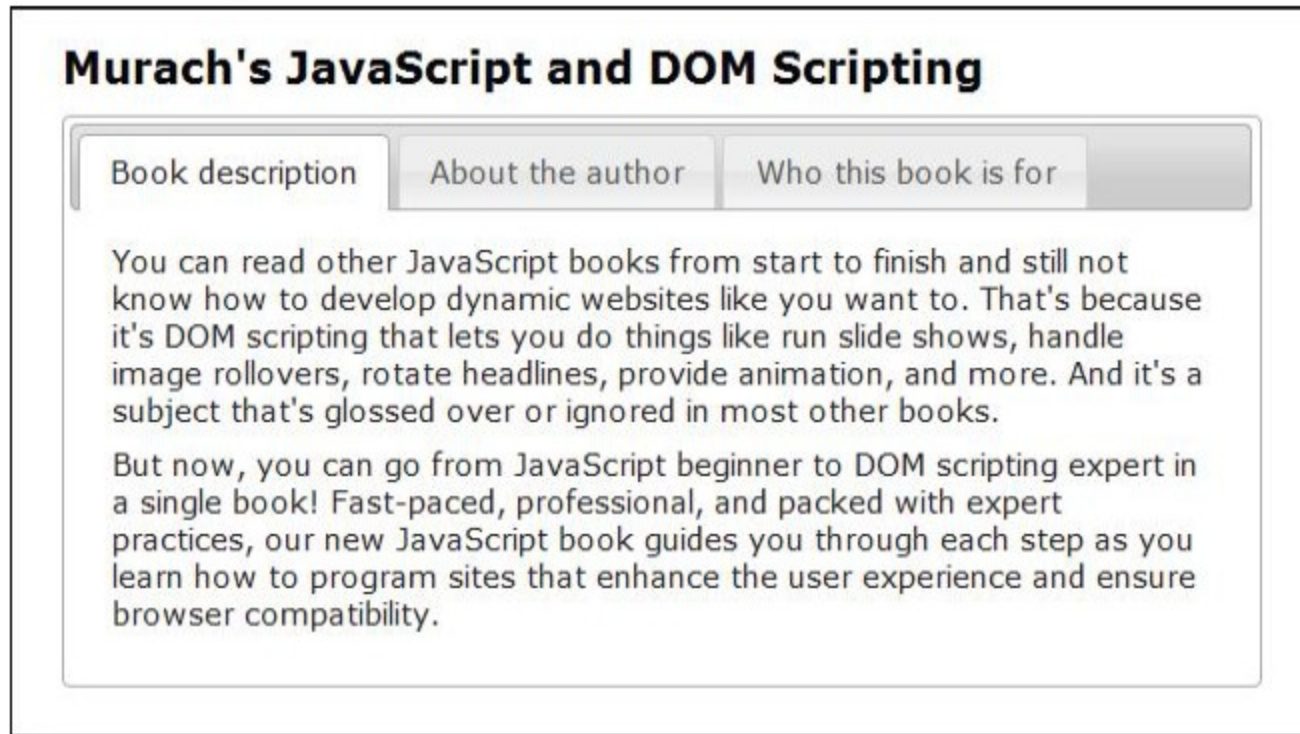 Murach's JavaScript and DOM Scripting
Book description
About the author
Who this book is for
You can read other JavaScript books from start to finish and still not
know how to develop dynamic websites like you want to. That's because
it's DOM scripting that lets you do things like run slide shows, handle
image rollovers, rotate headlines, provide animation, and more. And it's a
subject that's glossed over or ignored in most other books.
But now, you can go from JavaScript beginner to DOM scripting expert in
a single book! Fast-paced, professional, and packed with expert
practices, our new JavaScript book guides you through each step as you
learn how to program sites that enhance the user experience and ensure
browser compatibility.